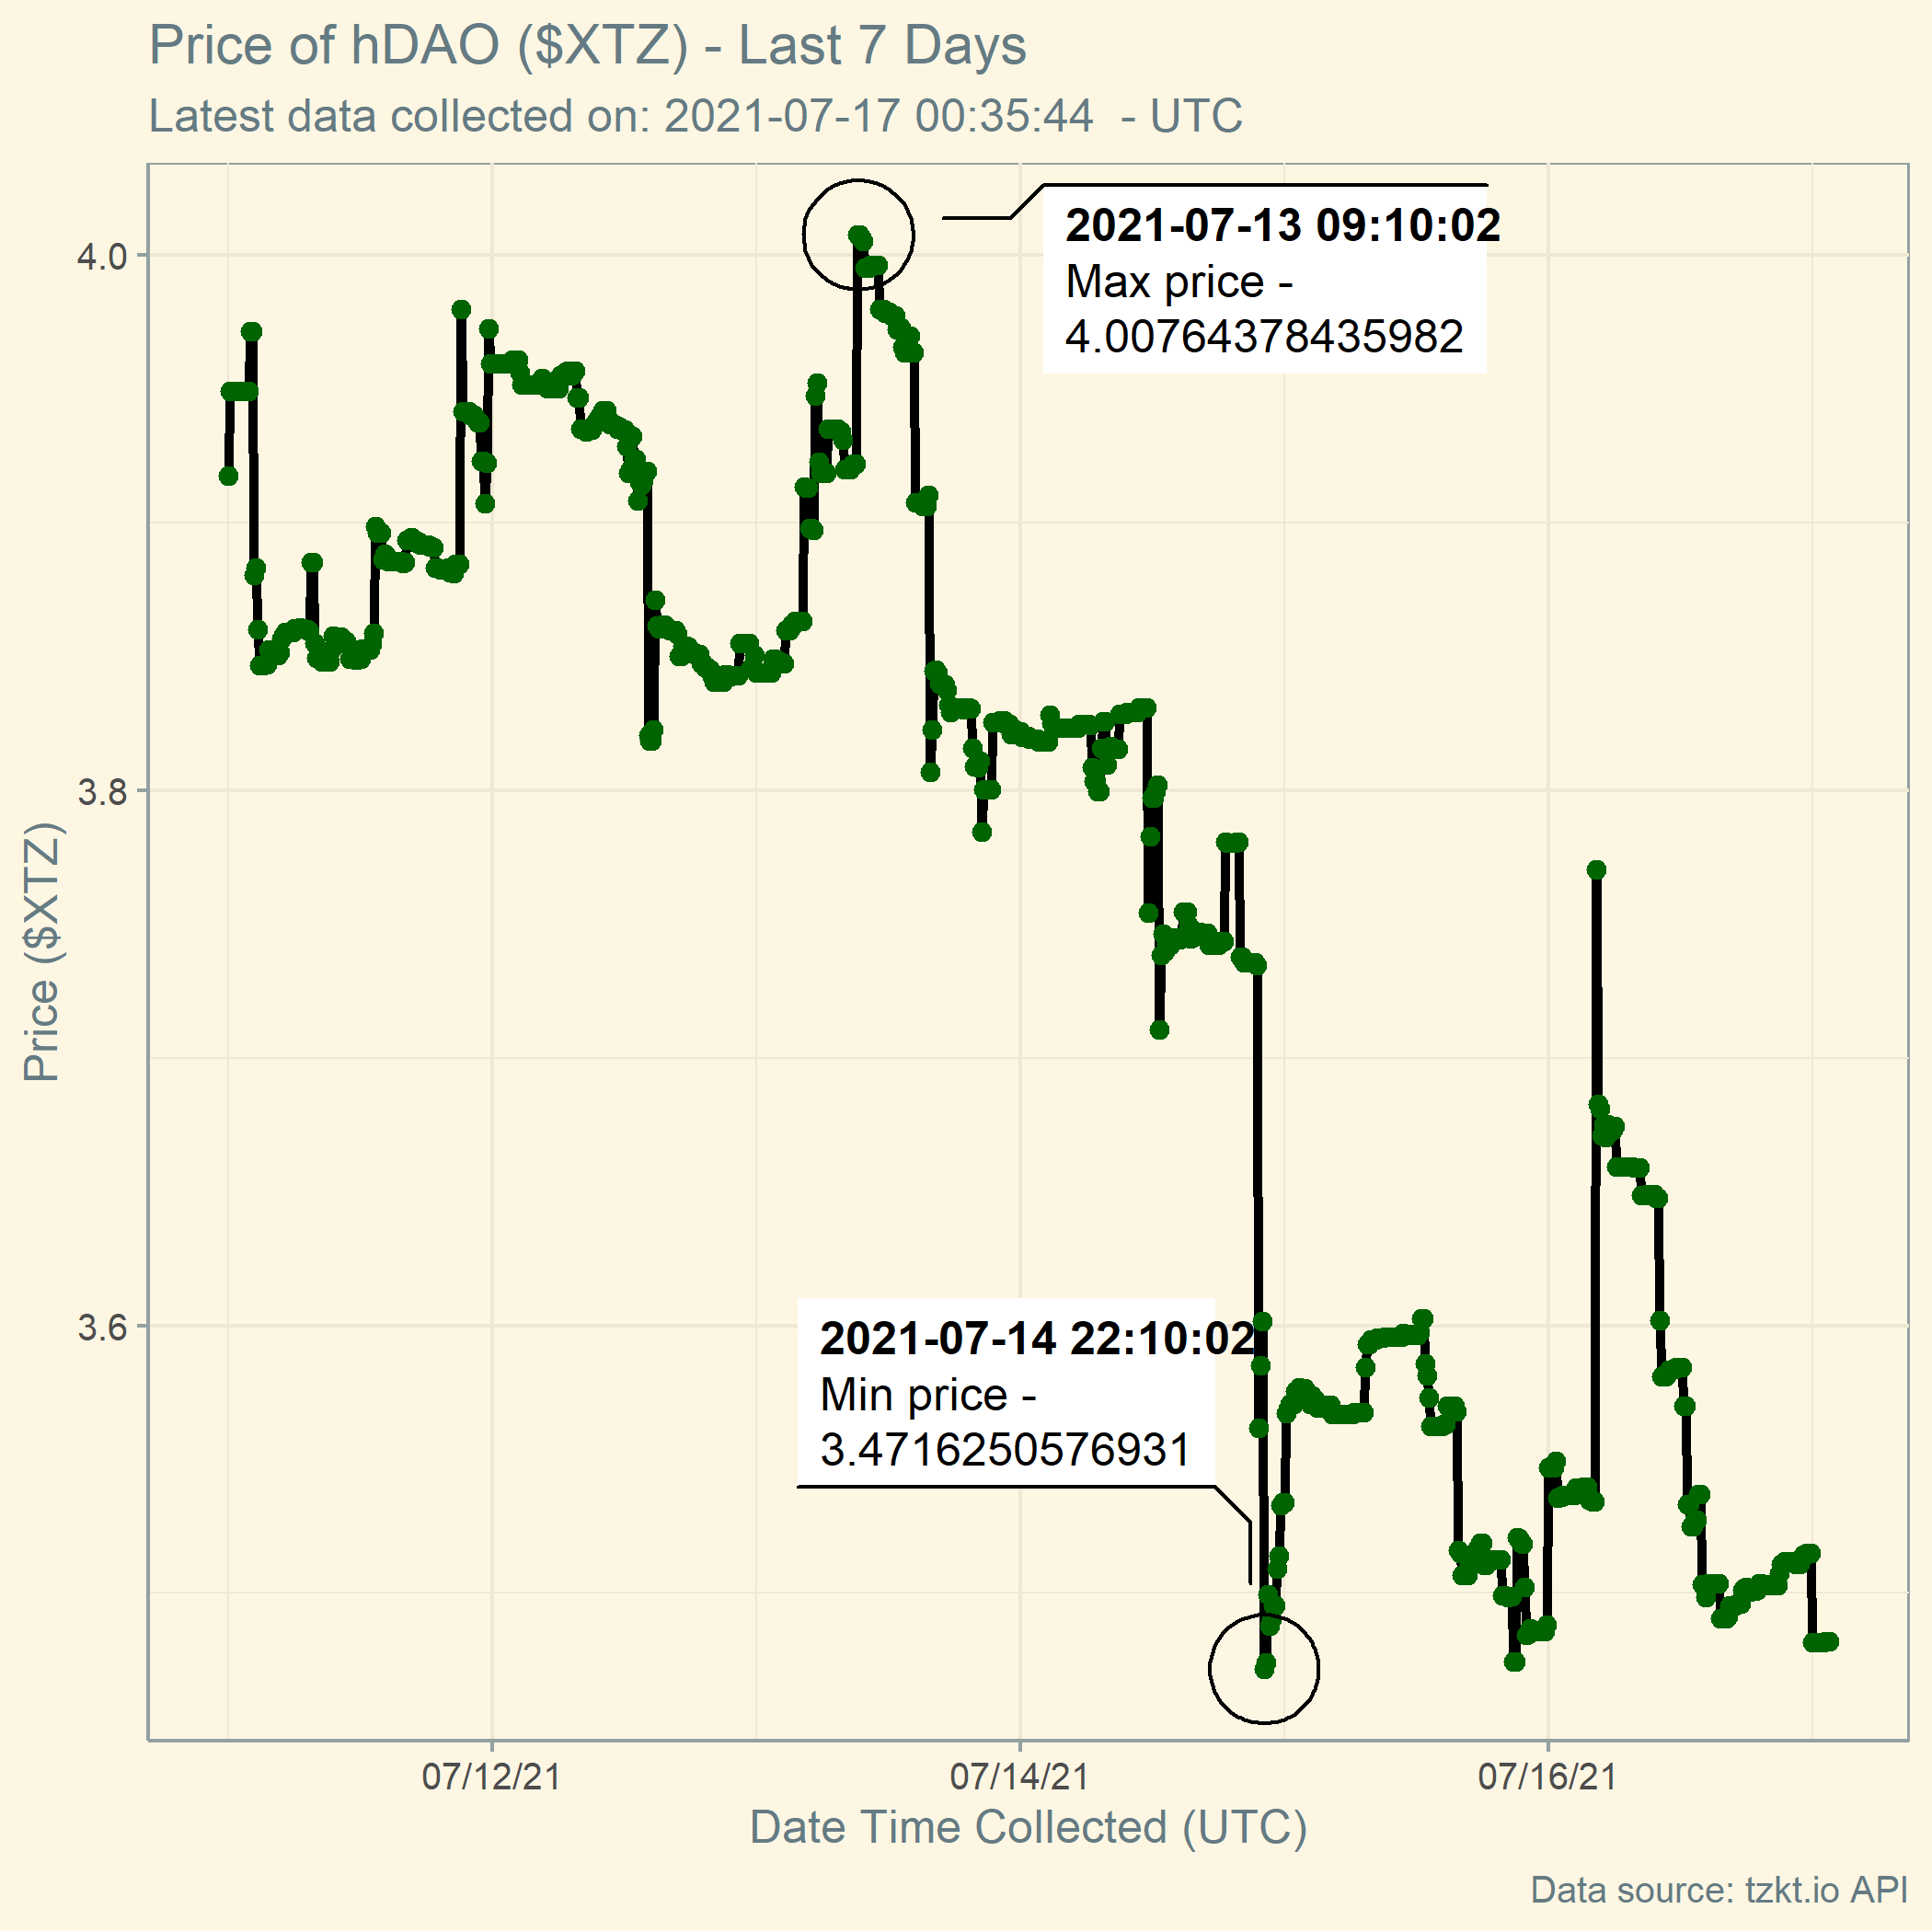 Price of hDAO ($XTZ) - Last 7 Days
Latest data collected on: 2021-07-17 00:35:44  - UTC
2021-07-13 09:10:02
Max price -
4.00764378435982
4.0
3.8
3.6
Price ($XTZ)
2021-07-14 22:10:02
Min price -
3.4716250576931
07/12/21
07/14/21
07/16/21
Date Time Collected (UTC)
Data source: tzkt.io API